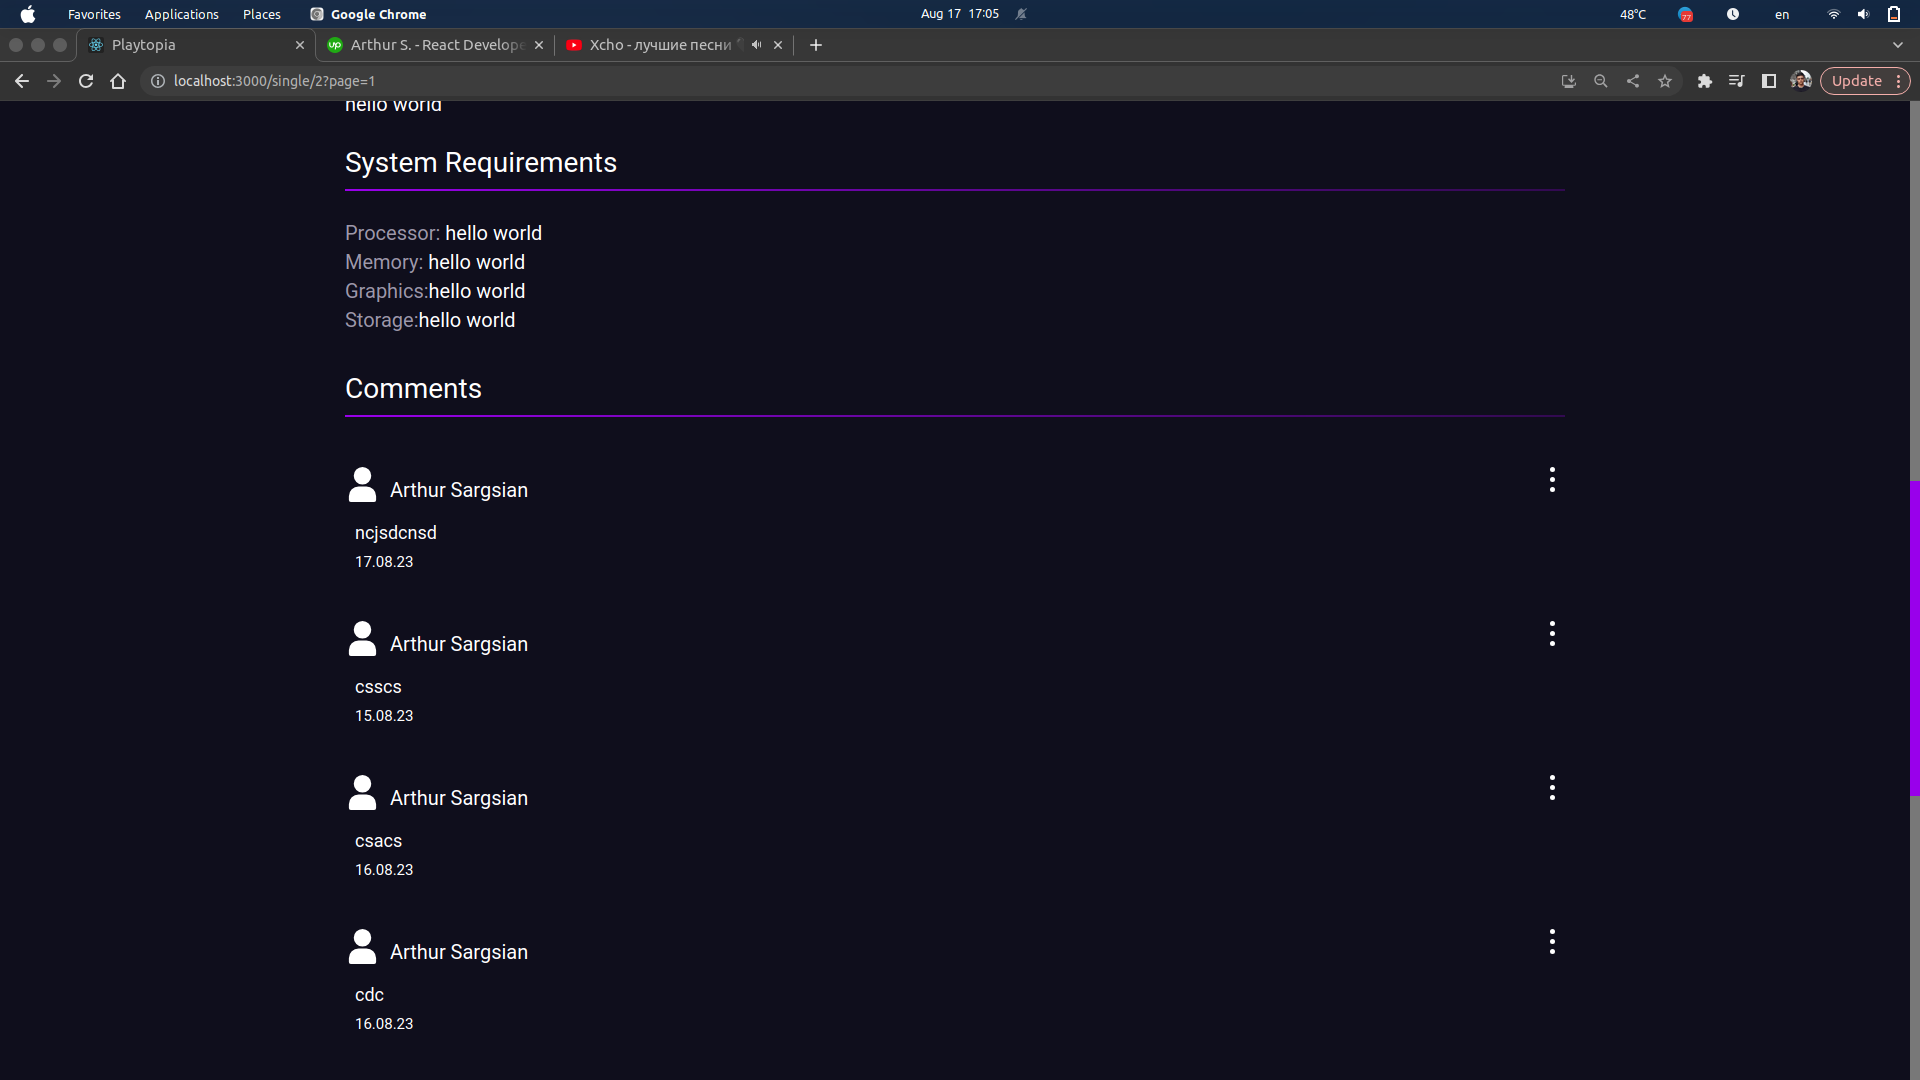 Favorites Applications Places Google Chrome Aug 17 17:05 48°C 77 en
Playtopia up Arthur S. - React Develope Xcho - лучшие песни
localhost:3000/single/2?page=1 Update
hello world
System Requirements
Processor: hello world
Memory: hello world
Graphics:hello world
Storage:hello world
Comments
Arthur Sargsian
ncjsdcnsd
17.08.23
Arthur Sargsian
csscs
15.08.23
Arthur Sargsian
csacs
16.08.23
Arthur Sargsian
cdc
16.08.23